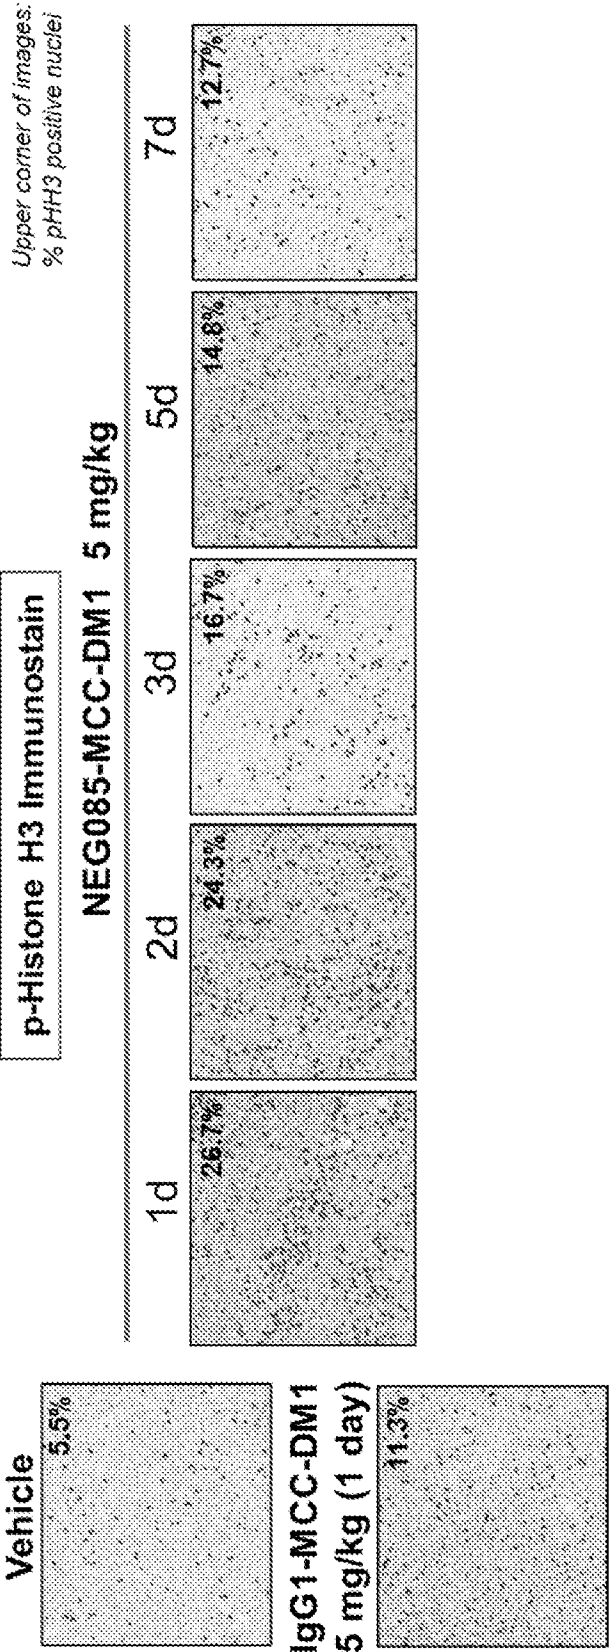 p-Histone H3 Immunostain
Upper corner of images:
% pHH3 positive nuclei
Vehicle
5.5%
NEG085-MCC-DM1 5 mg/kg
1d
2d
3d
5d
7d
26.7%
24.3%
16.7%
14.8%
12.7%
IgG1-MCC-DM1
5 mg/kg (1 day)
11.3%